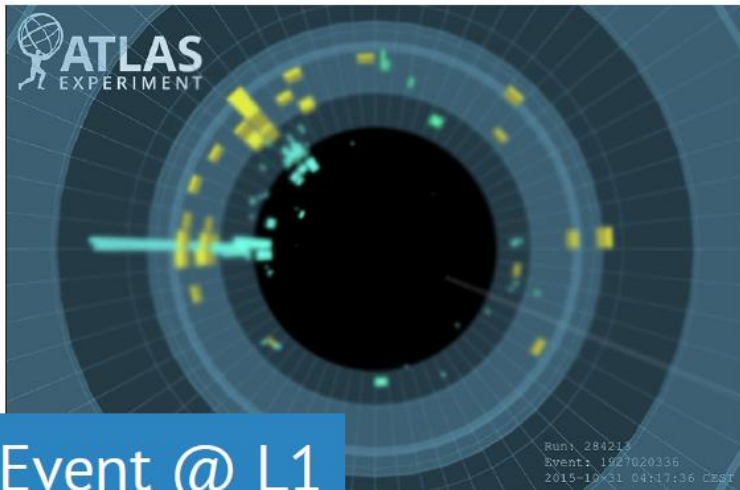 ATLAS
EXPERIMENT
Run: 284213
Event: 1927020336
2015-10-31 04:17:36 CEST
Event @ L1